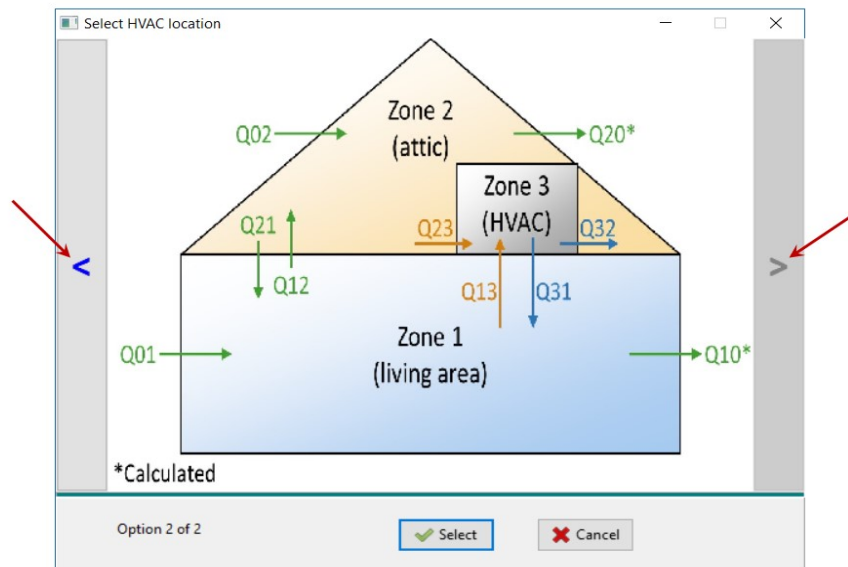 Select HVAC location
Zone 2
(attic)
Q02
Q20*
Zone 3
(HVAC)
Q21
Q12
Q23
Q32
Q13
Q31
Zone 1
(living area)
Q01
Q10*
<
>
*Calculated
Option 2 of 2
Select
Cancel